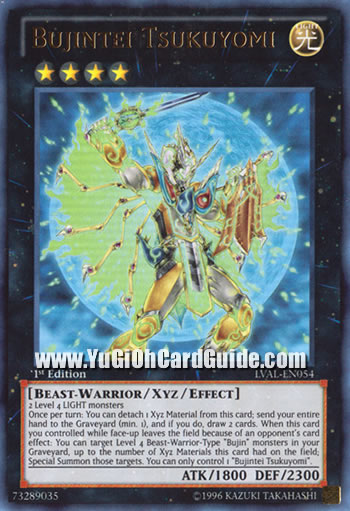 Bujintei Tsukuyomi
LIGHT
光
www.YuGiOhCardGuide.com
1st Edition
LVAL-EN054
[Beast-Warrior/Xyz/Effect]
2 Level 4 LIGHT monsters
Once per turn: You can detach 1 Xyz Material from this card; send your entire
hand to the Graveyard (min. 1), and if you do, draw 2 cards. When this card
you controlled while face-up leaves the field because of an opponent's card
effect: You can target Level 4 Beast-Warrior-Type "Bujin" monsters in your
Graveyard, up to the number of Xyz Materials this card had on the field;
Special Summon those targets. You can only control 1 "Bujintei Tsukuyomi".
ATK/1800 DEF/2300
73289035
©1996 KAZUKI TAKAHASHI